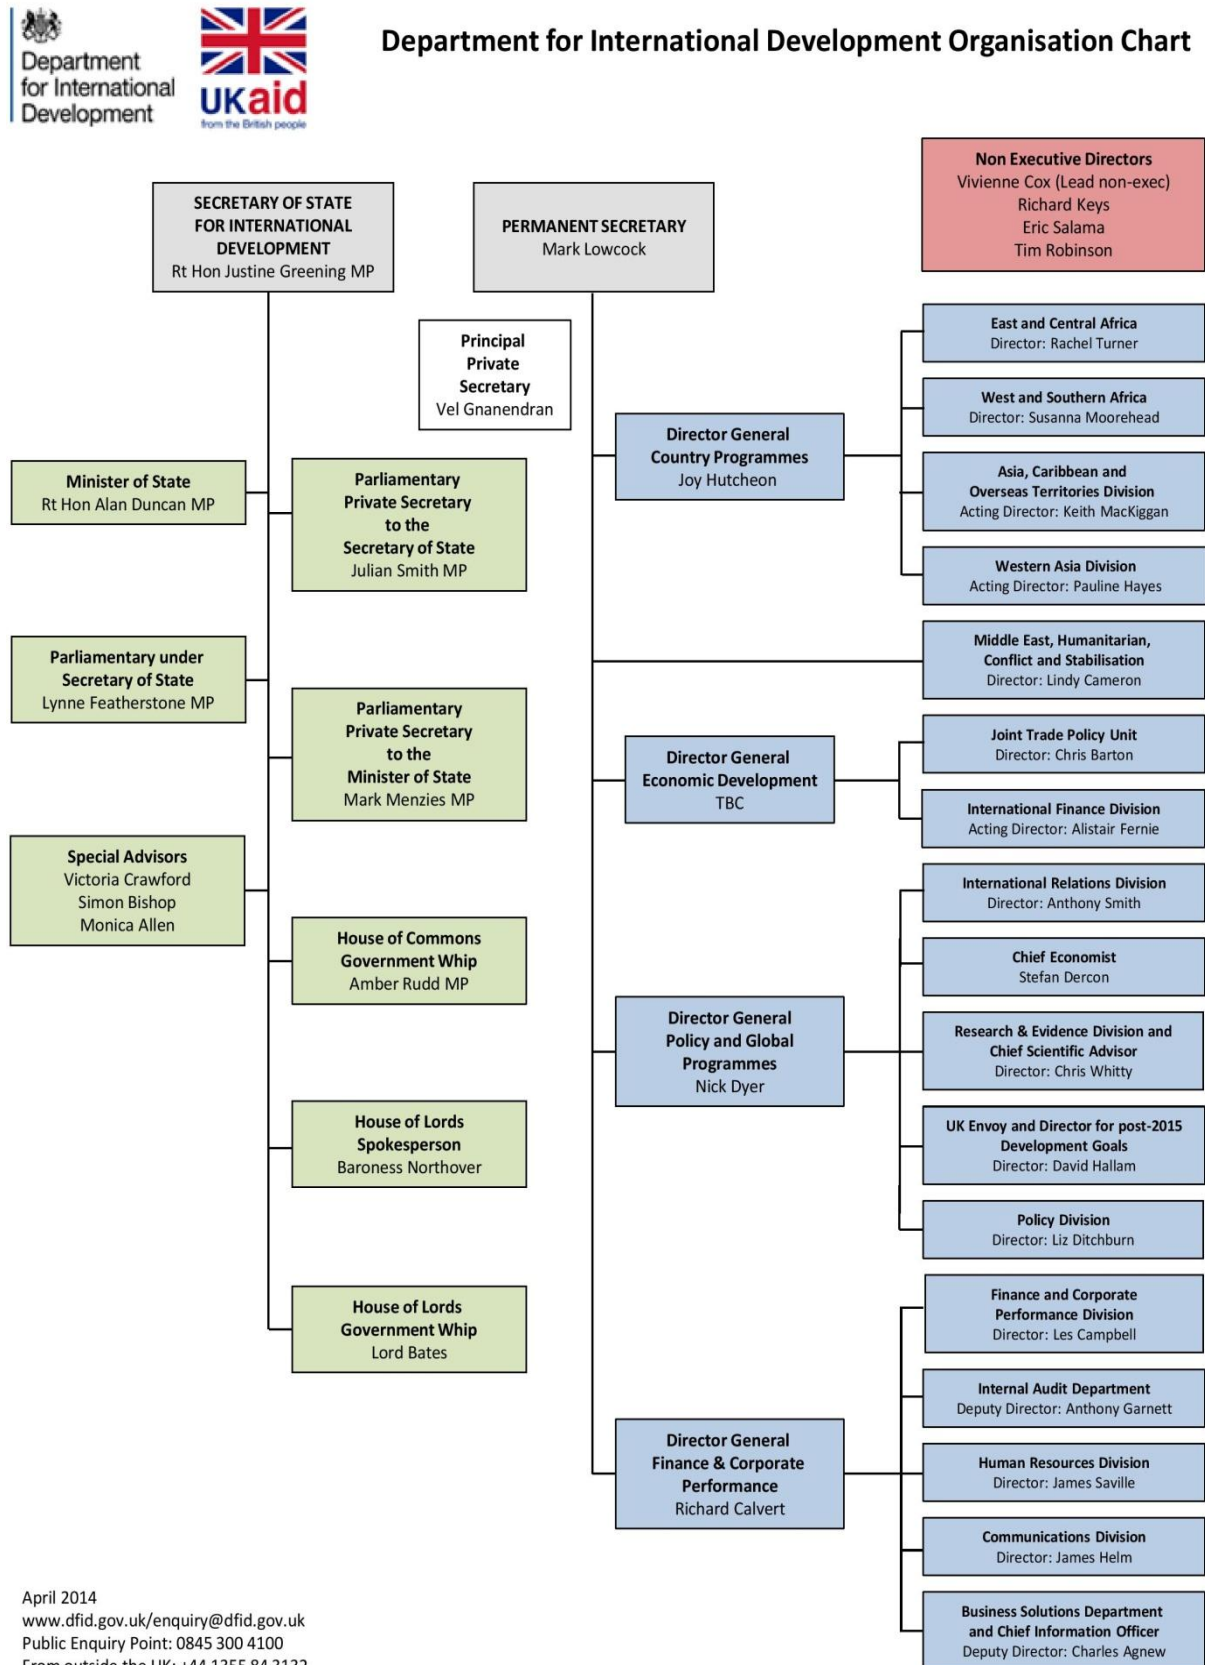 Department
for International
Development
UKaid
from the British people
Department for International Development Organisation Chart
Non Executive Directors
Vivienne Cox (Lead non-exec)
Richard Keys
Eric Salama
Tim Robinson
SECRETARY OF STATE
FOR INTERNATIONAL
DEVELOPMENT
Rt Hon Justine Greening MP
PERMANENT SECRETARY
Mark Lowcock
Principal
Private
Secretary
Vel Gnanendran
Minister of State
Rt Hon Alan Duncan MP
Parliamentary
Private Secretary
to the
Secretary of State
Julian Smith MP
Parliamentary under
Secretary of State
Lynne Featherstone MP
Parliamentary
Private Secretary
to the
Minister of State
Mark Menzies MP
Special Advisors
Victoria Crawford
Simon Bishop
Monica Allen
House of Commons
Government Whip
Amber Rudd MP
House of Lords
Spokesperson
Baroness Northover
House of Lords
Government Whip
Lord Bates
Director General
Country Programmes
Joy Hutcheon
East and Central Africa
Director: Rachel Turner
West and Southern Africa
Director: Susanna Moorehead
Asia, Caribbean and
Overseas Territories Division
Acting Director: Keith MacKiggan
Western Asia Division
Acting Director: Pauline Hayes
Middle East, Humanitarian,
Conflict and Stabilisation
Director: Lindy Cameron
Director General
Economic Development
TBC
Joint Trade Policy Unit
Director: Chris Barton
International Finance Division
Acting Director: Alistair Fernie
Director General
Policy and Global
Programmes
Nick Dyer
International Relations Division
Director: Anthony Smith
Chief Economist
Stefan Dercon
Research & Evidence Division and
Chief Scientific Advisor
Director: Chris Whitty
UK Envoy and Director for post-2015
Development Goals
Director: David Hallam
Policy Division
Director: Liz Ditchburn
Director General
Finance & Corporate
Performance
Richard Calvert
Finance and Corporate
Performance Division
Director: Les Campbell
Internal Audit Department
Deputy Director: Anthony Garnett
Human Resources Division
Director: James Saville
Communications Division
Director: James Helm
Business Solutions Department
and Chief Information Officer
Deputy Director: Charles Agnew
April 2014
www.dfid.gov.uk/enquiry@dfid.gov.uk
Public Enquiry Point: 0845 300 4100
From outside the UK: +44 1355 84 3132